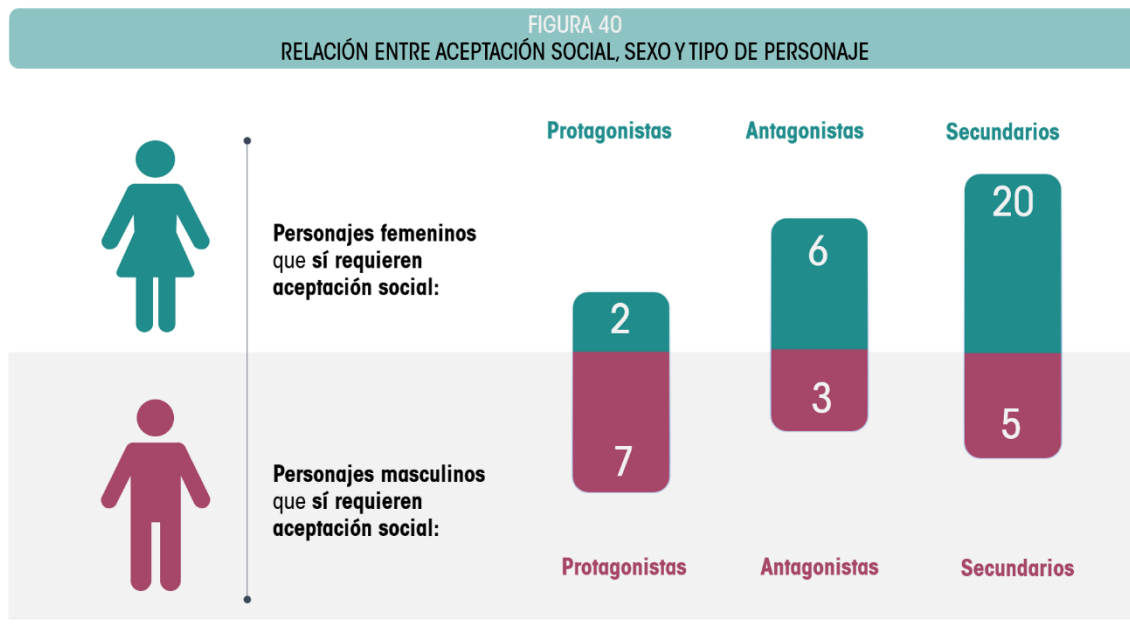 FIGURA 40
RELACIÓN ENTRE ACEPTACIÓN SOCIAL, SEXO Y TIPO DE PERSONAJE
Protagonistas Antagonistas Secundarios
Personajes femeninos
que sí requieren
aceptación social:
2 6 20
Personajes masculinos
que sí requieren
aceptación social:
7 3 5
Protagonistas Antagonistas Secundarios